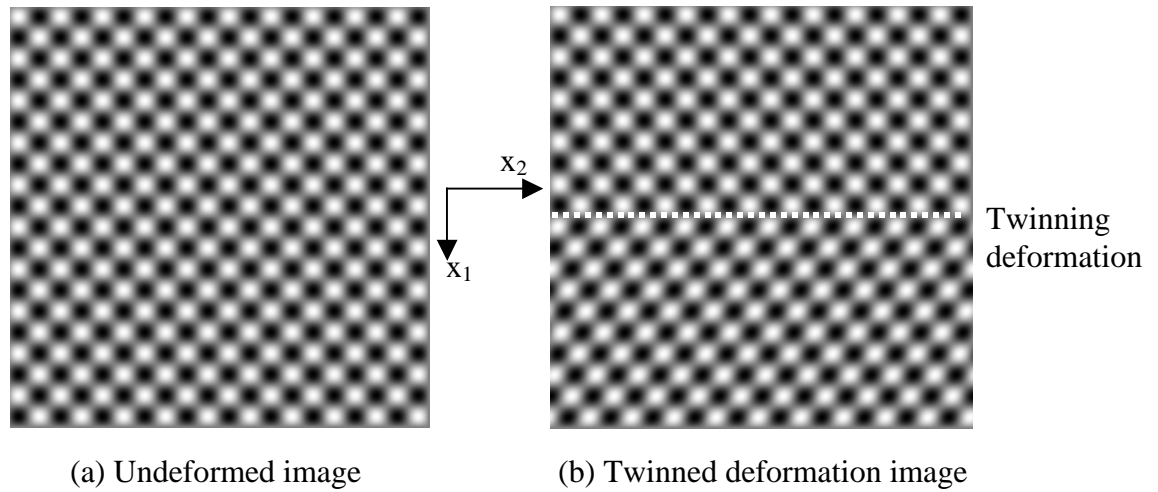 x₂
x₁
Twinning
deformation
(a) Undeformed image
(b) Twinned deformation image